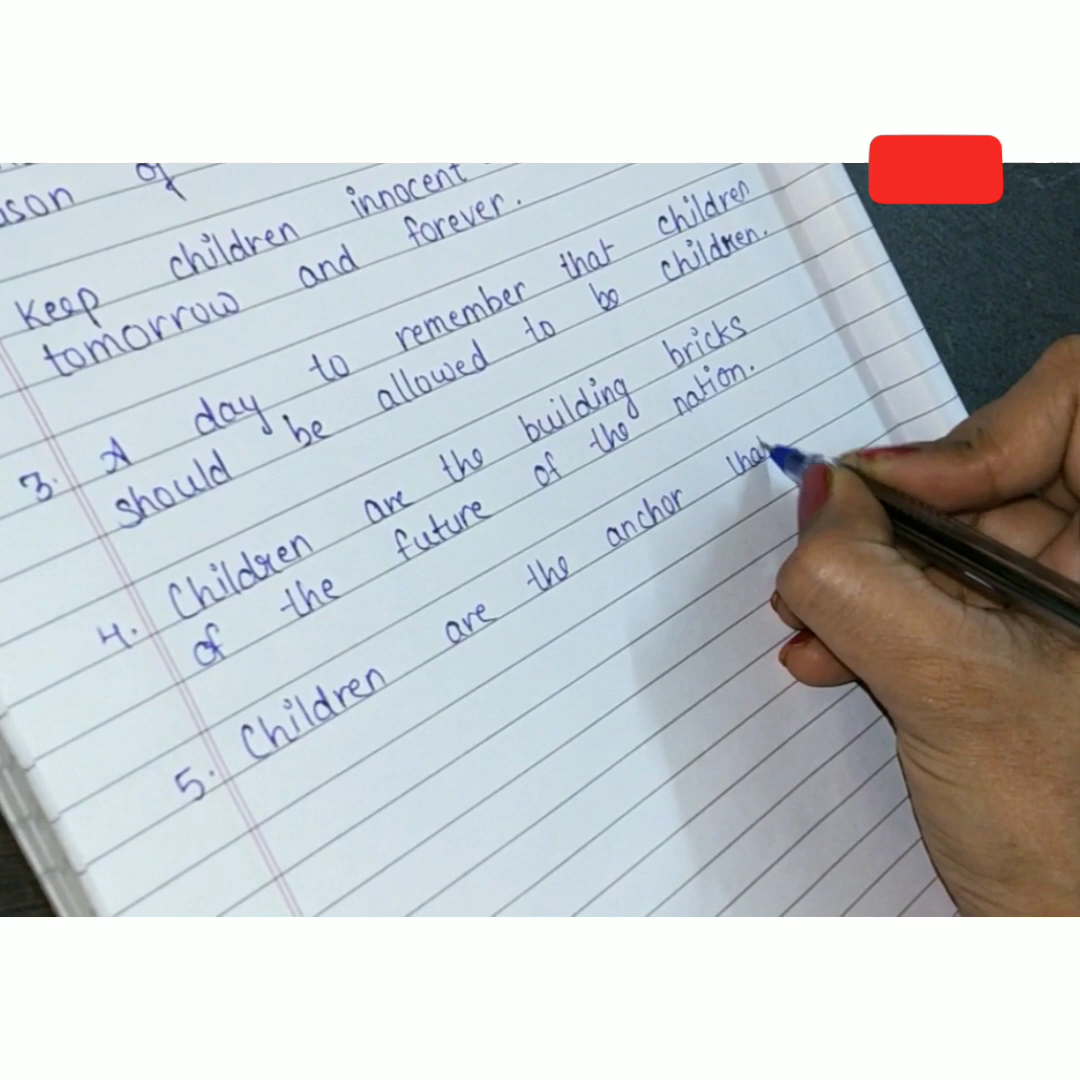 of
Keep children innocent
tomorrow and forever.
3. A day to remember that children
should be allowed to be children.
4. Children are the building bricks
of the future of the nation.
5. Children are the anchor tha